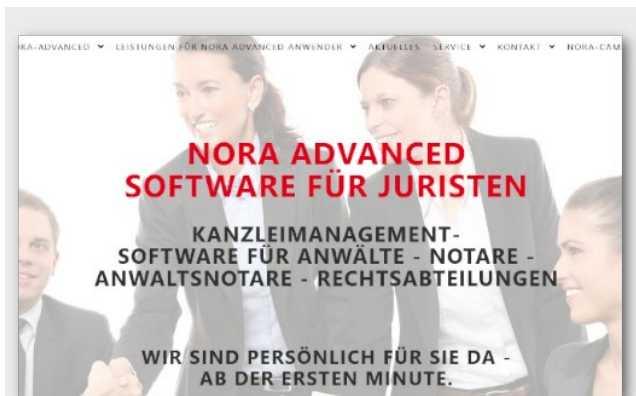 RA-ADVANCED LEISTUNGEN FÜR NORA ADVANCED ANWENDER AKTUELLES SERVICE KONTAKT NORA-CAM
NORA ADVANCED
SOFTWARE FÜR JURISTEN
KANZLEIMANAGEMENT-
SOFTWARE FÜR ANWÄLTE - NOTARE -
ANWALTSNOTARE - RECHTSABTEILUNGEN
WIR SIND PERSÖNLICH FÜR SIE DA -
AB DER ERSTEN MINUTE.